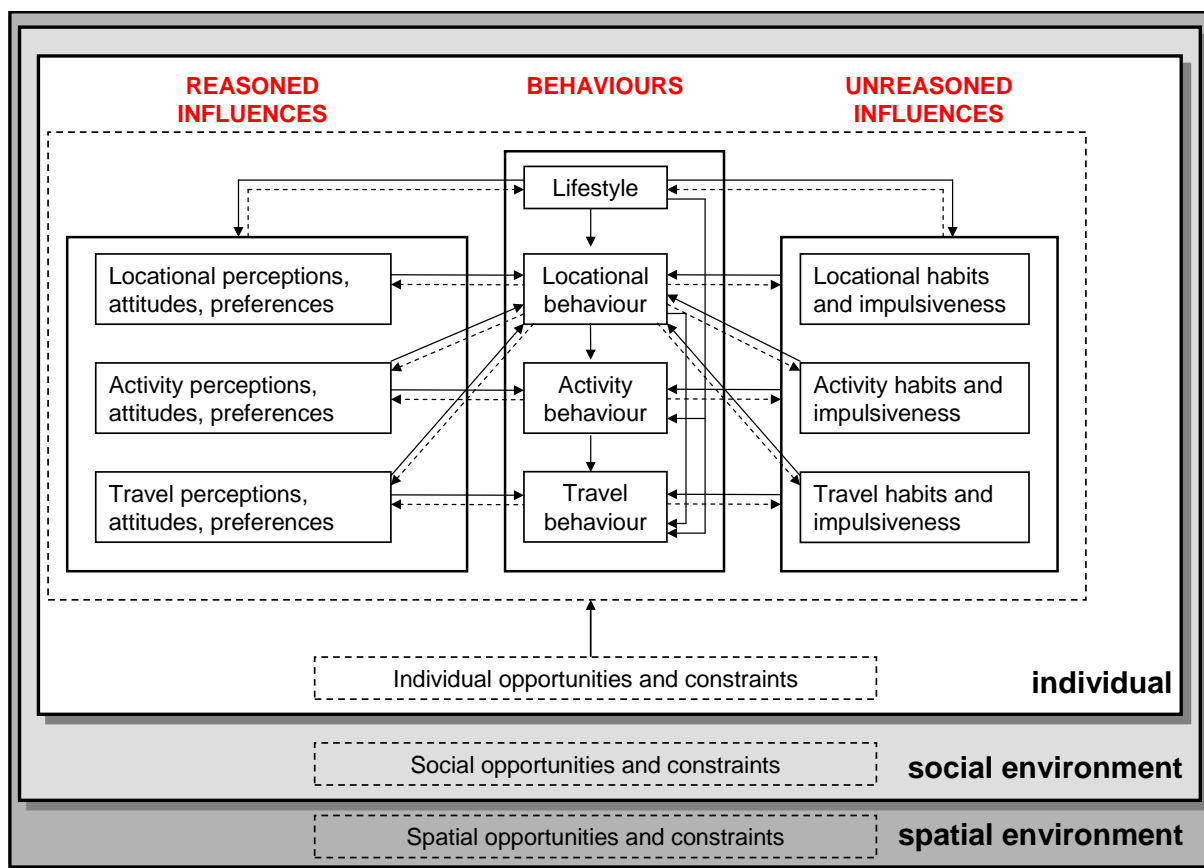 REASONED
INFLUENCES
BEHAVIOURS
UNREASONED
INFLUENCES
Lifestyle
Locational perceptions,
attitudes, preferences
Locational
behaviour
Locational habits
and impulsiveness
Activity perceptions,
attitudes, preferences
Activity
behaviour
Activity habits and
impulsiveness
Travel perceptions,
attitudes, preferences
Travel
behaviour
Travel habits and
impulsiveness
Individual opportunities and constraints
individual
Social opportunities and constraints
social environment
Spatial opportunities and constraints
spatial environment